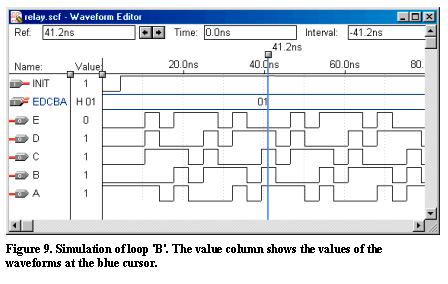 relay.scf - Waveform Editor
Ref: 41.2ns Time: 0.0ns Interval: -41.2ns
41.2ns
Name: Value: 20.0ns 40.0ns 60.0ns 80.
INIT 1
EDCBA H 01 01
E 0
D 1
C 1
B 1
A 1
Figure 9. Simulation of loop 'B'. The value column shows the values of the
waveforms at the blue cursor.